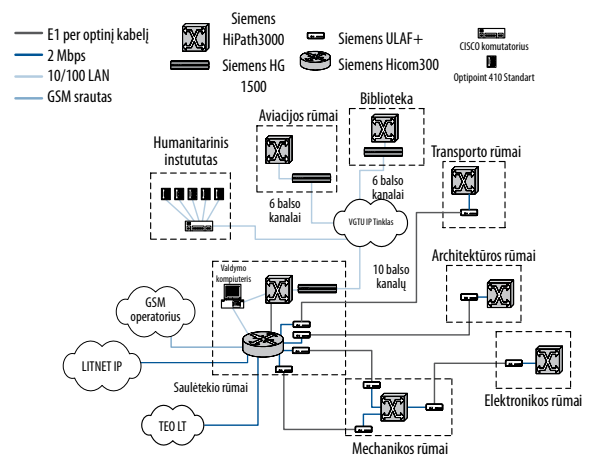 E1 per optinį kabelį
2 Mbps
10/100 LAN
GSM srautas
Siemens
HiPath3000
Siemens HG
1500
Siemens ULAF+
Siemens Hicom300
CISCO komutatorius
Optipoint 410 Standart
Humanitarinis
instututas
Aviacijos rūmai
Biblioteka
Transporto rūmai
6 balso
kanalai
6 balso
kanalai
VGTU IP Tinklas
Architektūros rūmai
Valdymo
kompiuteris
10 balso
kanalų
GSM
operatorius
LITNET IP
Saulėtekio rūmai
TEO LT
Mechanikos rūmai
Elektronikos rūmai